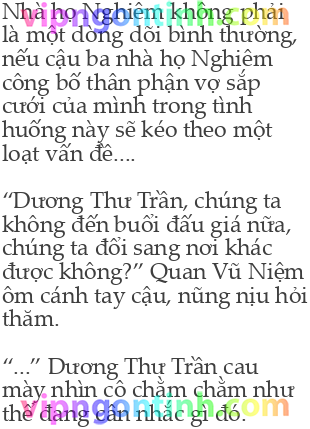 Nhà họ Nghiêm không phải
là một dòng dõi bình thường,
nếu cậu ba nhà họ Nghiêm
công bố thân phận vợ sắp
cưới của mình trong tình
huống này sẽ kéo theo một
loạt vấn đề....
“Dương Thư Trần, chúng ta
không đến buổi đấu giá nữa,
chúng ta đổi sang nơi khác
được không?” Quan Vũ Niệm
ôm cánh tay cậu, nũng nịu hỏi
thăm.
“...” Dương Thư Trần cau
mày nhìn cô chằm chằm như
thể đang cân nhắc gì đó.
vipngontinh.com
vipngontinh.com